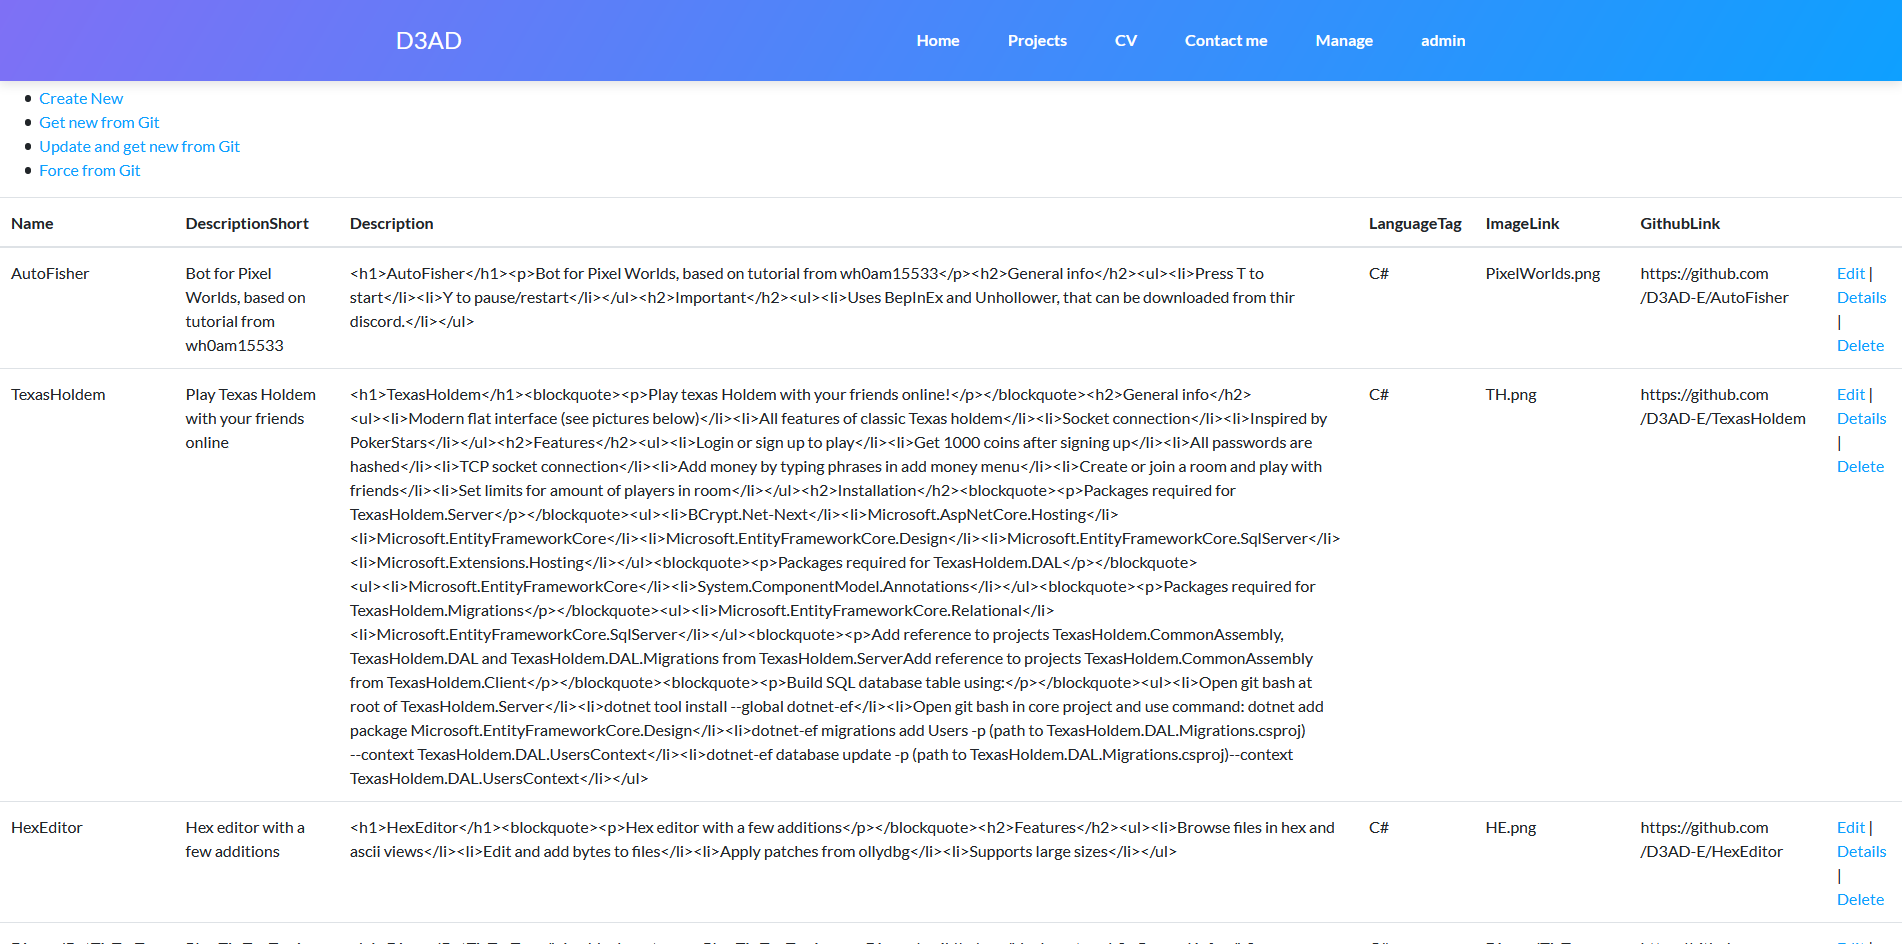 D3AD
Home Projects CV Contact me Manage admin
Create New
Get new from Git
Update and get new from Git
Force from Git
Name DescriptionShort Description LanguageTag ImageLink GithubLink
AutoFisher
Bot for Pixel
Worlds, based on
tutorial from
wh0am15533
<h1>AutoFisher</h1><p>Bot for Pixel Worlds, based on tutorial from wh0am15533</p><h2>General info</h2><ul><li>Press T to
start</li><li>Y to pause/restart</li></ul><h2>Important</h2><ul><li>Uses BepInEx and Unhollower, that can be downloaded from thir
discord.</li></ul>
C#
PixelWorlds.png
https://github.com
/D3AD-E/AutoFisher
Edit |
Details
|
Delete
TexasHoldem
Play Texas Holdem
with your friends
online
<h1>TexasHoldem</h1><blockquote><p>Play texas Holdem with your friends online!</p></blockquote><h2>General info</h2>
<ul><li>Modern flat interface (see pictures below)</li><li>All features of classic Texas holdem</li><li>Socket connection</li><li>Inspired by
PokerStars</li></ul><h2>Features</h2><ul><li>Login or sign up to play</li><li>Get 1000 coins after signing up</li><li>All passwords are
hashed</li><li>TCP socket connection</li><li>Add money by typing phrases in add money menu</li><li>Create or join a room and play with
friends</li><li>Set limits for amount of players in room</li></ul><h2>Installation</h2><blockquote><p>Packages required for
TexasHoldem.Server</p></blockquote><ul><li>BCrypt.Net-Next</li><li>Microsoft.AspNetCore.Hosting</li>
<li>Microsoft.EntityFrameworkCore</li><li>Microsoft.EntityFrameworkCore.Design</li><li>Microsoft.EntityFrameworkCore.SqlServer</li>
<li>Microsoft.Extensions.Hosting</li></ul><blockquote><p>Packages required for TexasHoldem.DAL</p></blockquote>
<ul><li>Microsoft.EntityFrameworkCore</li><li>System.ComponentModel.Annotations</li></ul><blockquote><p>Packages required for
TexasHoldem.Migrations</p></blockquote><ul><li>Microsoft.EntityFrameworkCore.Relational</li>
<li>Microsoft.EntityFrameworkCore.SqlServer</li></ul><blockquote><p>Add reference to projects TexasHoldem.CommonAssembly,
TexasHoldem.DAL and TexasHoldem.DAL.Migrations from TexasHoldem.ServerAdd reference to projects TexasHoldem.CommonAssembly
from TexasHoldem.Client</p></blockquote><blockquote><p>Build SQL database table using:</p></blockquote><ul><li>Open git bash at
root of TexasHoldem.Server</li><li>dotnet tool install --global dotnet-ef</li><li>Open git bash in core project and use command: dotnet add
package Microsoft.EntityFrameworkCore.Design</li><li>dotnet-ef migrations add Users -p (path to TexasHoldem.DAL.Migrations.csproj)
--context TexasHoldem.DAL.UsersContext</li><li>dotnet-ef database update -p (path to TexasHoldem.DAL.Migrations.csproj)--context
TexasHoldem.DAL.UsersContext</li></ul>
C#
TH.png
https://github.com
/D3AD-E/TexasHoldem
Edit |
Details
|
Delete
HexEditor
Hex editor with a
few additions
<h1>HexEditor</h1><blockquote><p>Hex editor with a few additions</p></blockquote><h2>Features</h2><ul><li>Browse files in hex and
ascii views</li><li>Edit and add bytes to files</li><li>Apply patches from ollydbg</li><li>Supports large sizes</li></ul>
C#
HE.png
https://github.com
/D3AD-E/HexEditor
Edit |
Details
|
Delete